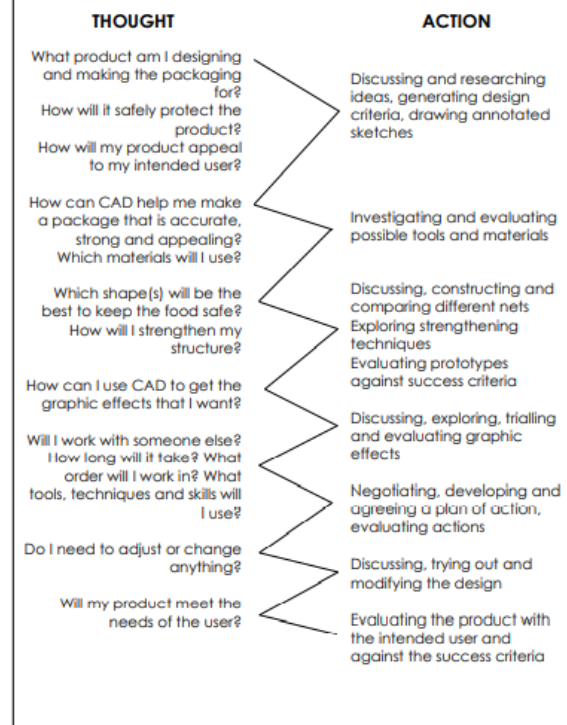 THOUGHT
What product am I designing
and making the packaging
for?
How will it safely protect the
product?
How will my product appeal
to my intended user?
How can CAD help me make
a package that is accurate,
strong and appealing?
Which materials will I use?
Which shape(s) will be the
best to keep the food safe?
How will I strengthen my
structure?
How can I use CAD to get the
graphic effects that I want?
Will I work with someone else?
How long will it take? What
order will I work in? What
tools, techniques and skills will
I use?
Do I need to adjust or change
anything?
Will my product meet the
needs of the user?
ACTION
Discussing and researching
ideas, generating design
criteria, drawing annotated
sketches
Investigating and evaluating
possible tools and materials
Discussing, constructing and
comparing different nets
Exploring strengthening
techniques
Evaluating prototypes
against success criteria
Discussing, exploring, trialling
and evaluating graphic
effects
Negotiating, developing and
agreeing a plan of action,
evaluating actions
Discussing, trying out and
modifying the design
Evaluating the product with
the intended user and
against the success criteria